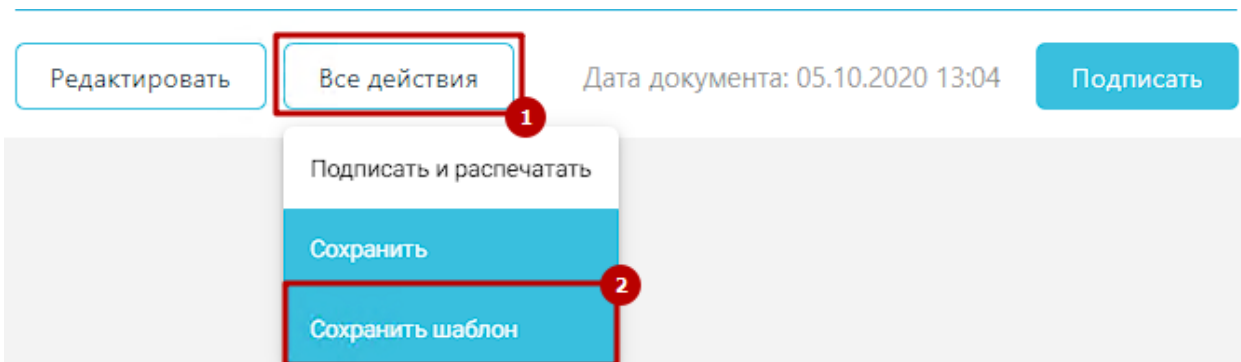 Редактировать Все действия Дата документа: 05.10.2020 13:04 Подписать
1
Подписать и распечатать
Сохранить
2
Сохранить шаблон